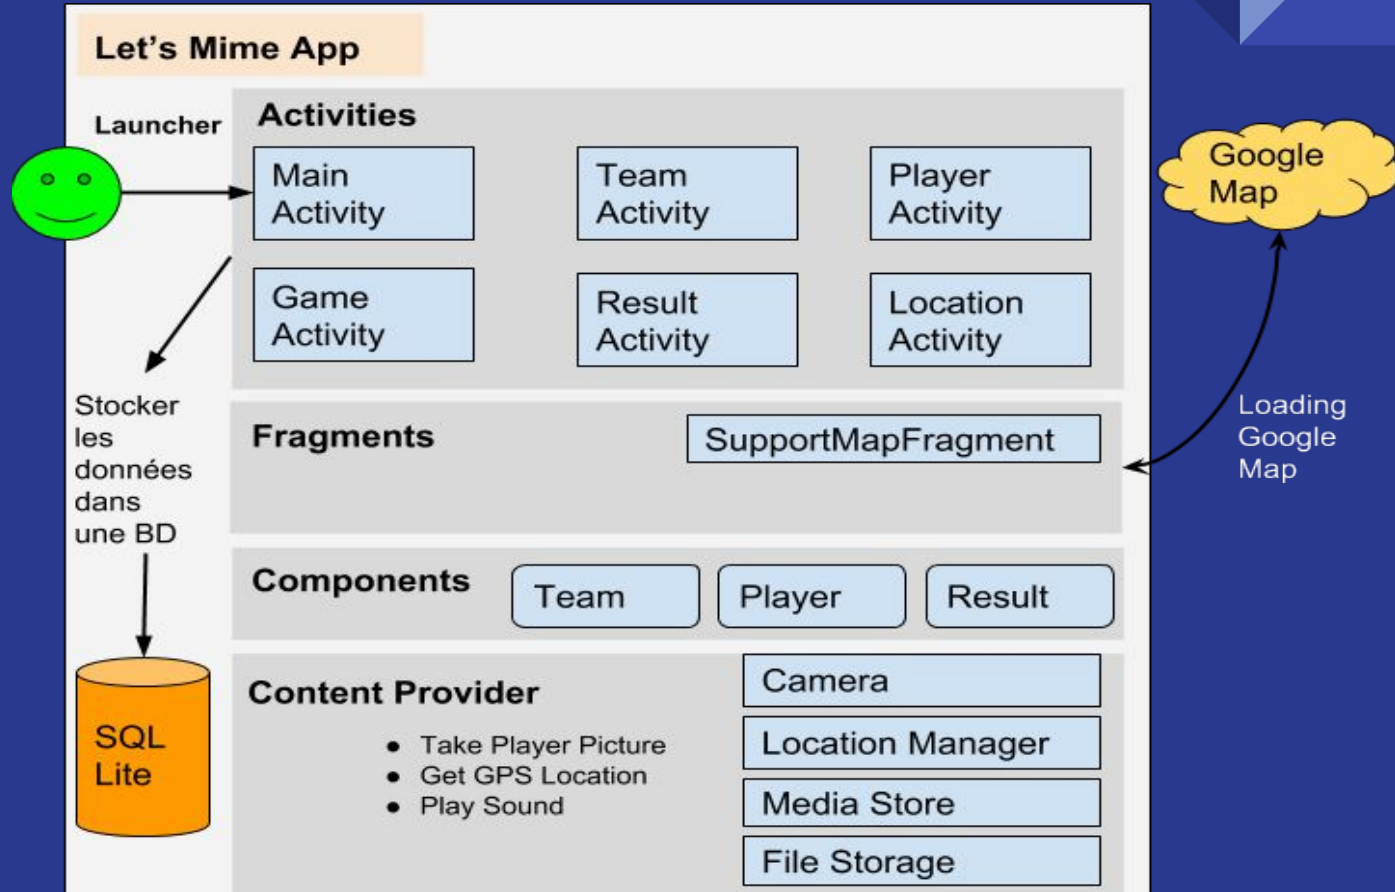 Let's Mime App
Launcher
Activities
Main
Activity
Team
Activity
Player
Activity
Game
Activity
Result
Activity
Location
Activity
Google
Map
Stocker
les
données
dans
une BD
Fragments
SupportMapFragment
Loading
Google
Map
Components
Team
Player
Result
SQL
Lite
Content Provider
● Take Player Picture
● Get GPS Location
● Play Sound
Camera
Location Manager
Media Store
File Storage